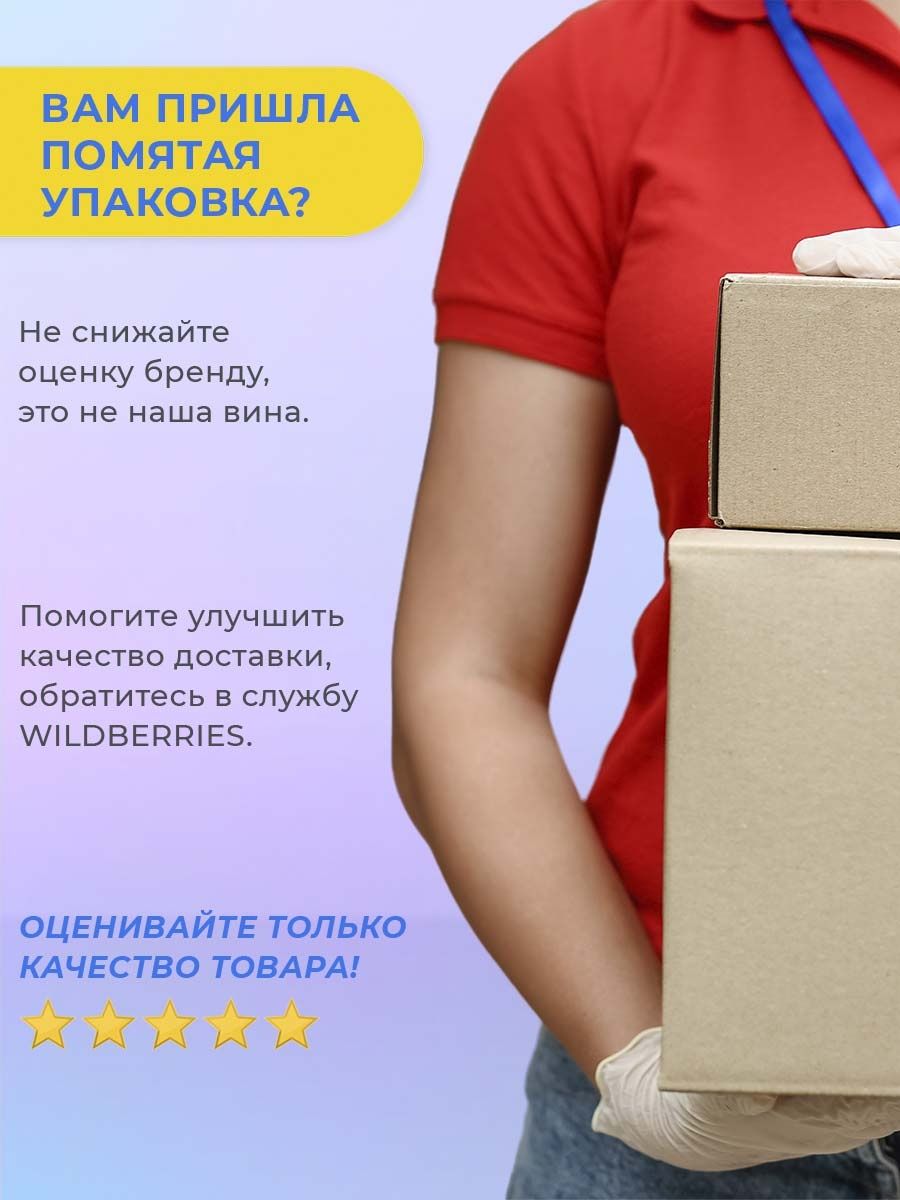 ВАМ ПРИШЛА
ПОМЯТАЯ
УПАКОВКА?
Не снижайте
оценку бренду,
это не наша вина.
Помогите улучшить
качество доставки,
обратитесь в службу
WILDBERRIES.
ОЦЕНИВАЙТЕ ТОЛЬКО
КАЧЕСТВО ТОВАРА!